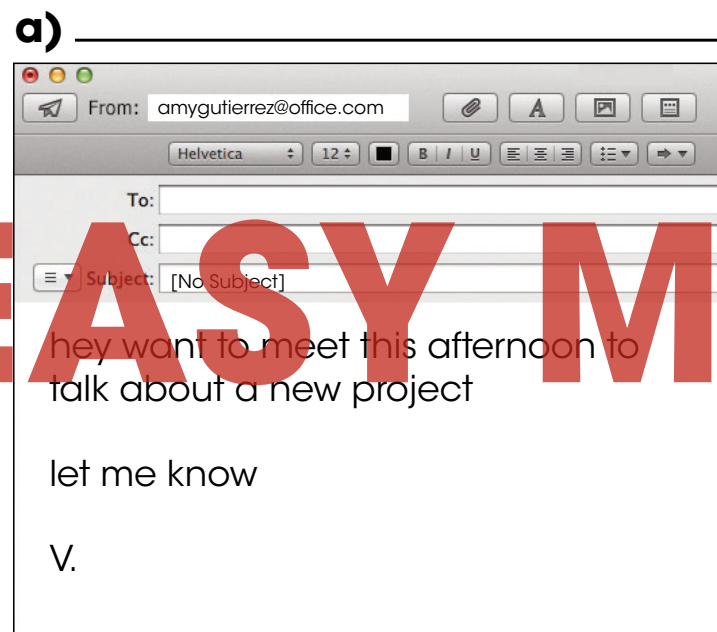 a)
From: amygutierrez@office.com A
Helvetica 12 B I U
To:
Cc:
Subject: [No Subject]
EASY M
hey want to meet this afternoon to
talk about a new project
let me know
V.